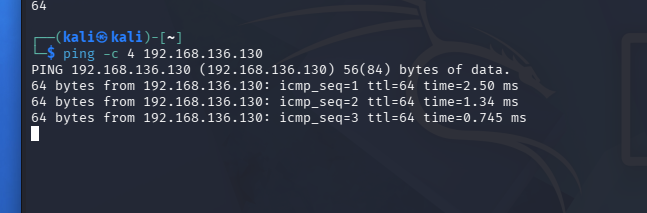 64
┌──(kali㉿kali)-[~]
└─$ ping -c 4 192.168.136.130
PING 192.168.136.130 (192.168.136.130) 56(84) bytes of data.
64 bytes from 192.168.136.130: icmp_seq=1 ttl=64 time=2.50 ms
64 bytes from 192.168.136.130: icmp_seq=2 ttl=64 time=1.34 ms
64 bytes from 192.168.136.130: icmp_seq=3 ttl=64 time=0.745 ms